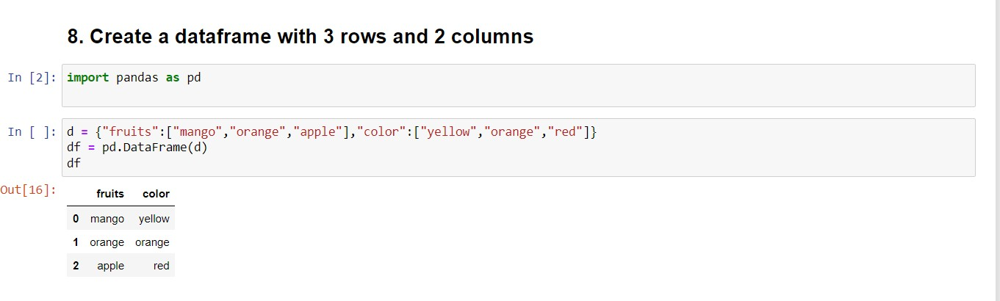 8. Create a dataframe with 3 rows and 2 columns
In [2]: import pandas as pd
In [ ]: d = {"fruits":["mango","orange","apple"],"color":["yellow","orange","red"]}
df = pd.DataFrame(d)
df
Out[16]:
fruits color
0 mango yellow
1 orange orange
2 apple red